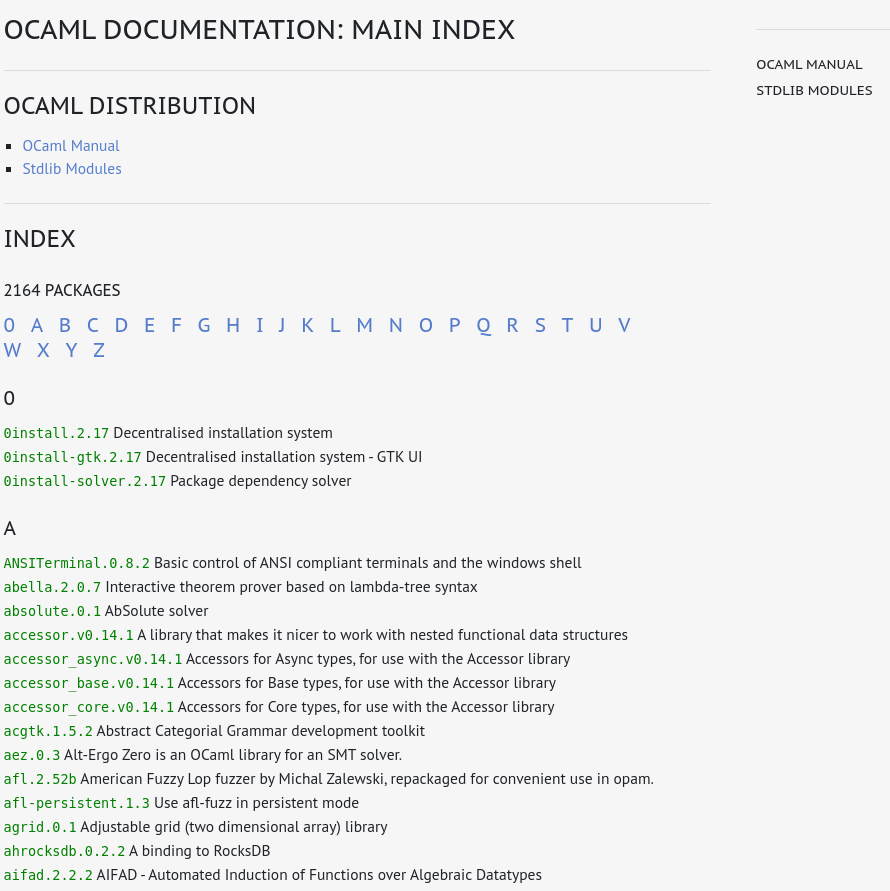 OCAML DOCUMENTATION: MAIN INDEX
OCAML DISTRIBUTION
OCaml Manual
Stdlib Modules
INDEX
2164 PACKAGES
0 A B C D E F G H I J K L M N O P Q R S T U V
W X Y Z
0
0install.2.17 Decentralised installation system
0install-gtk.2.17 Decentralised installation system - GTK UI
0install-solver.2.17 Package dependency solver
A
ANSITerminal.0.8.2 Basic control of ANSI compliant terminals and the windows shell
abella.2.0.7 Interactive theorem prover based on lambda-tree syntax
absolute.0.1 AbSolute solver
accessor.v0.14.1 A library that makes it nicer to work with nested functional data structures
accessor_async.v0.14.1 Accessors for Async types, for use with the Accessor library
accessor_base.v0.14.1 Accessors for Base types, for use with the Accessor library
accessor_core.v0.14.1 Accessors for Core types, for use with the Accessor library
acgtk.1.5.2 Abstract Categorial Grammar development toolkit
aez.0.3 Alt-Ergo Zero is an OCaml library for an SMT solver.
afl.2.52b American Fuzzy Lop fuzzer by Michal Zalewski, repackaged for convenient use in opam.
afl-persistent.1.3 Use afl-fuzz in persistent mode
agrid.0.1 Adjustable grid (two dimensional array) library
ahrocksdb.0.2.2 A binding to RocksDB
aifad.2.2.2 AIFAD - Automated Induction of Functions over Algebraic Datatypes
OCAML MANUAL
STDLIB MODULES